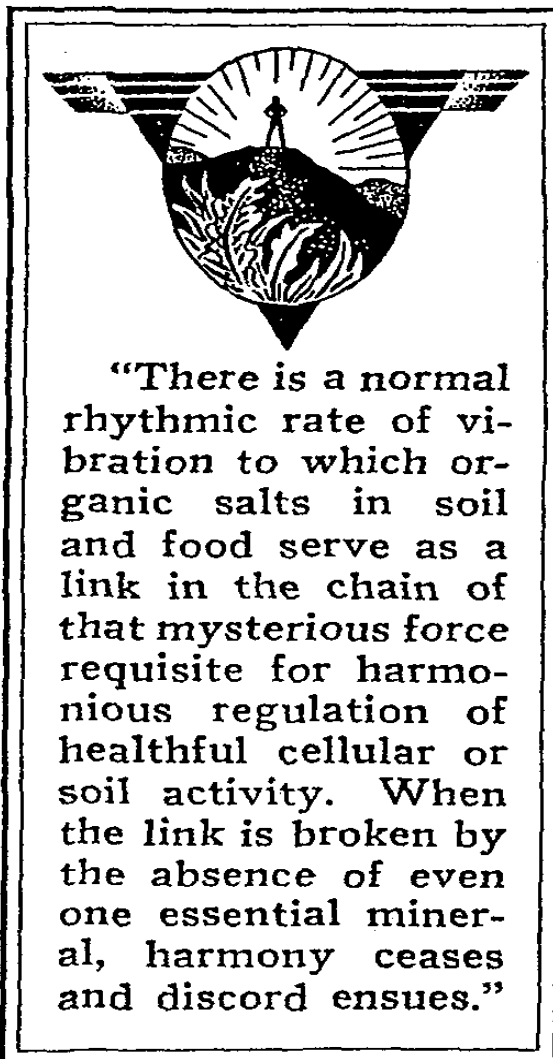 “There is a normal
rhythmic rate of vi-
bration to which or-
ganic salts in soil
and food serve as a
link in the chain of
that mysterious force
requisite for harmo-
nious regulation of
healthful cellular or
soil activity. When
the link is broken by
the absence of even
one essential miner-
al, harmony ceases
and discord ensues.”